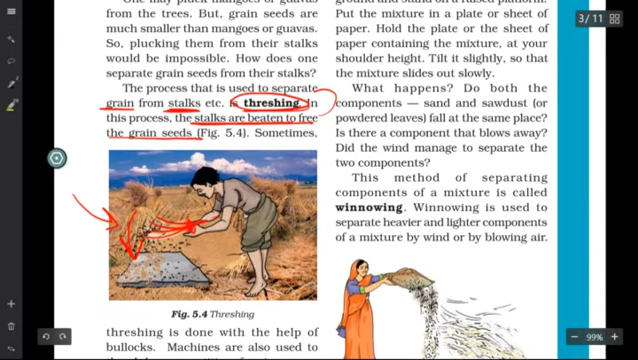 One may pluck mangoes or guavas
from the trees. But, grain seeds are
much smaller than mangoes or guavas.
So, plucking them from their stalks
would be impossible. How does one
separate grain seeds from their stalks?
The process that is used to separate
grain from stalks etc. is threshing. In
this process, the stalks are beaten to free
the grain seeds (Fig. 5.4). Sometimes,
Fig. 5.4 Threshing
threshing is done with the help of
bullocks. Machines are also used to
ground and stand on a raised platform.
Put the mixture in a plate or sheet of
paper. Hold the plate or the sheet of
paper containing the mixture, at your
shoulder height. Tilt it slightly, so that
the mixture slides out slowly.
What happens? Do both the
components — sand and sawdust (or
powdered leaves) fall at the same place?
Is there a component that blows away?
Did the wind manage to separate the
two components?
This method of separating
components of a mixture is called
winnowing. Winnowing is used to
separate heavier and lighter components
of a mixture by wind or by blowing air.
3 / 11
99%